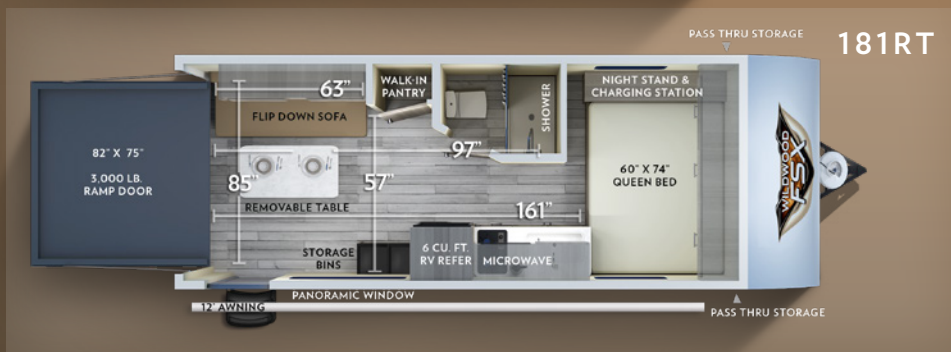 PASS THRU STORAGE
181RT
63"
WALK-IN
PANTRY
SHOWER
NIGHT STAND &
CHARGING STATION
FLIP DOWN SOFA
82" X 75"
3,000 LB.
RAMP DOOR
97"
85"
57"
60" X 74"
QUEEN BED
WILDWOOD
FSX
REMOVABLE TABLE
161"
STORAGE
BINS
6 CU. FT.
RV REFER
MICROWAVE
PANORAMIC WINDOW
12' AWNING
PASS THRU STORAGE